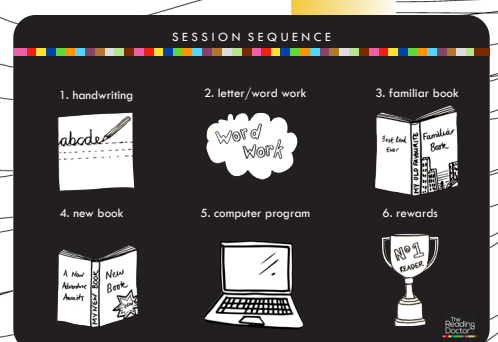 SESSION SEQUENCE
1. handwriting
2. letter/word work
3. familiar book
abcde
Word
Work
Best Read
Ever
MY OLD FAVOURITE
Familiar
Book
4. new book
5. computer program
6. rewards
A New
Adventure
Awaits
MY NEW BOOK
New
Book
Nº1
READER
The
Reading
Doctor